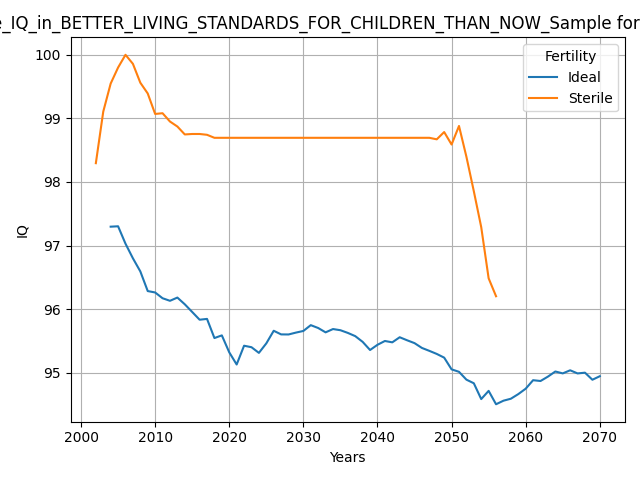 _IQ_in_BETTER_LIVING_STANDARDS_FOR_CHILDREN_THAN_NOW_Sample for
Fertility
Ideal
Sterile
100
99
98
97
96
95
IQ
2000 2010 2020 2030 2040 2050 2060 2070
Years